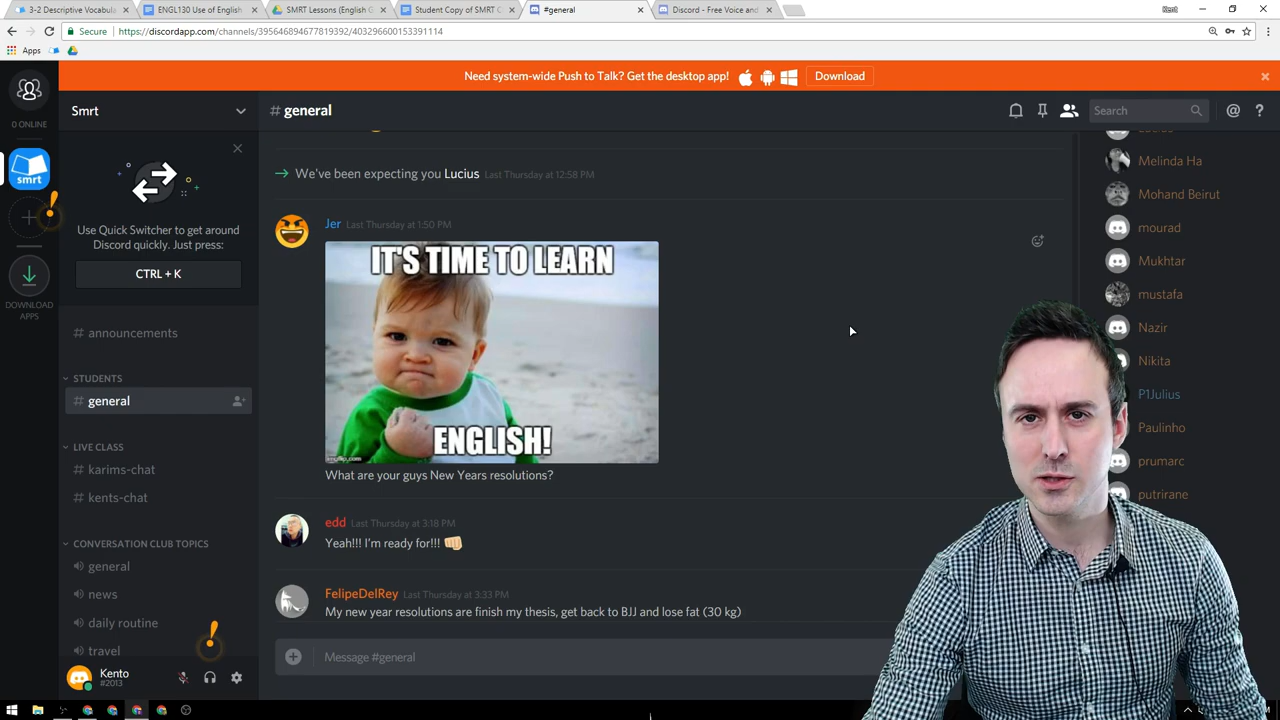 3-2 Descriptive Vocabula
ENGL130 Use of English
SMRT Lessons (English G
Student Copy of SMRT C
#general
Discord - Free Voice and
Kent
Secure
https://discordapp.com/channels/395646894677819392/403296600153391114
Apps
Need system-wide Push to Talk? Get the desktop app!
Download
0 ONLINE
Smrt
# general
Search
@
?
smrt
Use Quick Switcher to get around
Discord quickly. Just press:
CTRL + K
DOWNLOAD
APPS
# announcements
STUDENTS
# general
LIVE CLASS
# karims-chat
# kents-chat
CONVERSATION CLUB TOPICS
general
news
daily routine
travel
Kento
#2013
We've been expecting you Lucius Last Thursday at 12:58 PM
Jer Last Thursday at 1:50 PM
IT'S TIME TO LEARN
ENGLISH!
What are your guys New Years resolutions?
edd Last Thursday at 3:18 PM
Yeah!!! I'm ready for!!!
FelipeDelRey Last Thursday at 3:33 PM
My new year resolutions are finish my thesis, get back to BJJ and lose fat (30 kg)
Message #general
Melinda Ha
Mohand Beirut
mourad
Mukhtar
mustafa
Nazir
Nikita
P1Julius
Paulinho
prumarc
putrirane